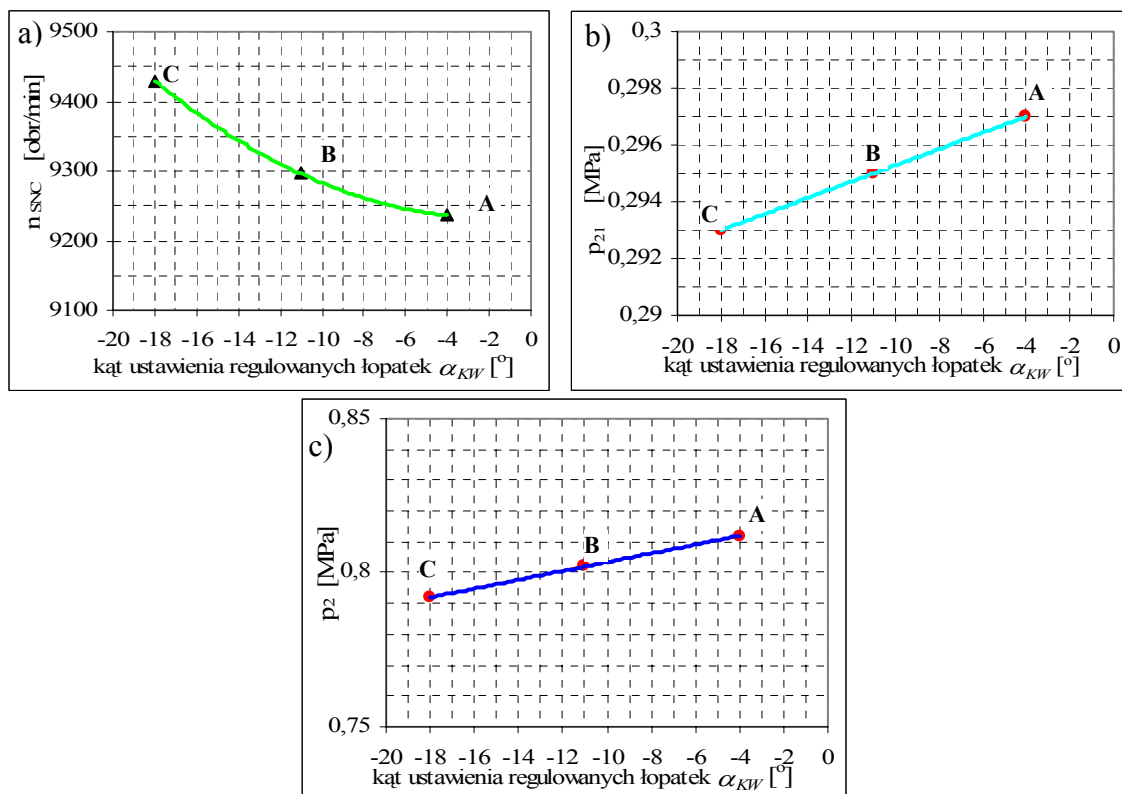 a)
n SNC [obr/min]
9500
9400
9300
9200
9100
C
B
A
-20 -18 -16 -14 -12 -10 -8 -6 -4 -2 0
kąt ustawienia regulowanych łopatek α_KW [°]
b)
p21 [MPa]
0,3
0,298
0,296
0,294
0,292
0,29
A
B
C
-20 -18 -16 -14 -12 -10 -8 -6 -4 -2 0
kąt ustawienia regulowanych łopatek α_KW [°]
c)
p2 [MPa]
0,85
0,8
0,75
A
B
C
-20 -18 -16 -14 -12 -10 -8 -6 -4 -2 0
kąt ustawienia regulowanych łopatek α_KW [°]